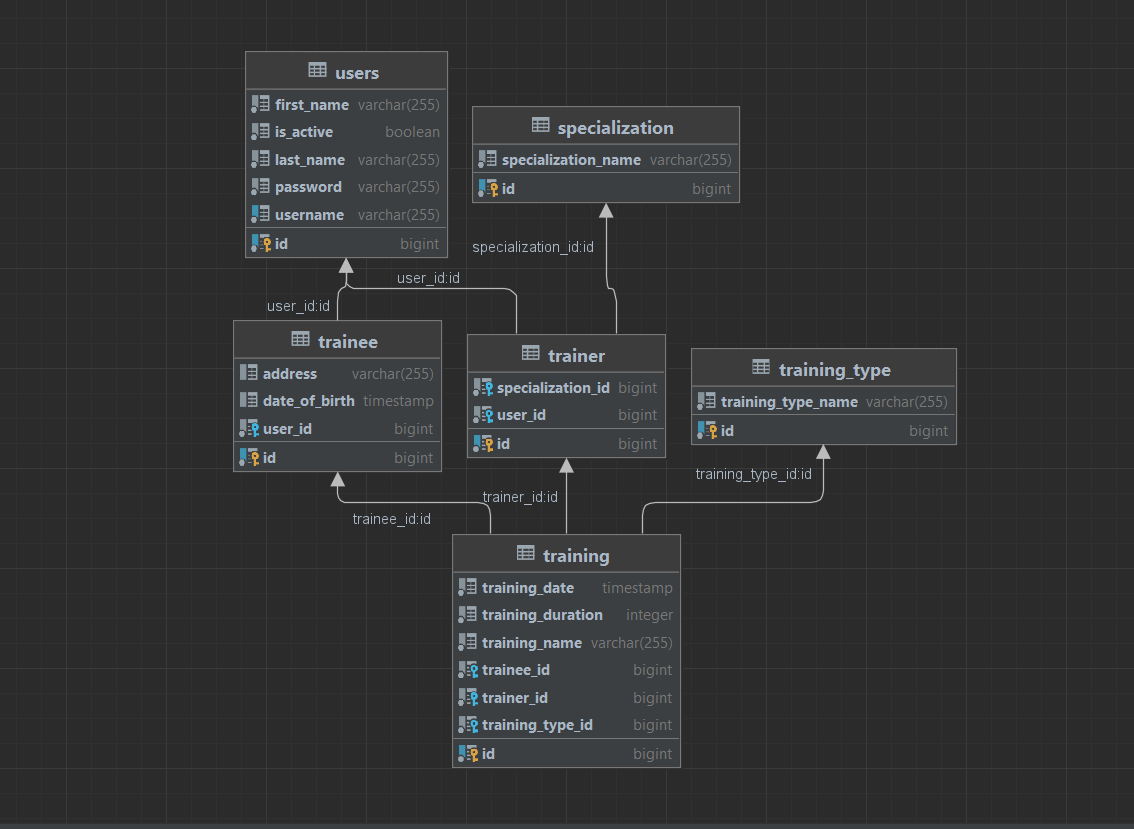 users
first_name varchar(255)
is_active boolean
last_name varchar(255)
password varchar(255)
username varchar(255)
id bigint
specialization
specialization_name varchar(255)
id bigint
specialization_id:id
user_id:id
user_id:id
trainee
address varchar(255)
date_of_birth timestamp
user_id bigint
id bigint
trainer
specialization_id bigint
user_id bigint
id bigint
training_type
training_type_name varchar(255)
id bigint
training_type_id:id
trainer_id:id
trainee_id:id
training
training_date timestamp
training_duration integer
training_name varchar(255)
trainee_id bigint
trainer_id bigint
training_type_id bigint
id bigint